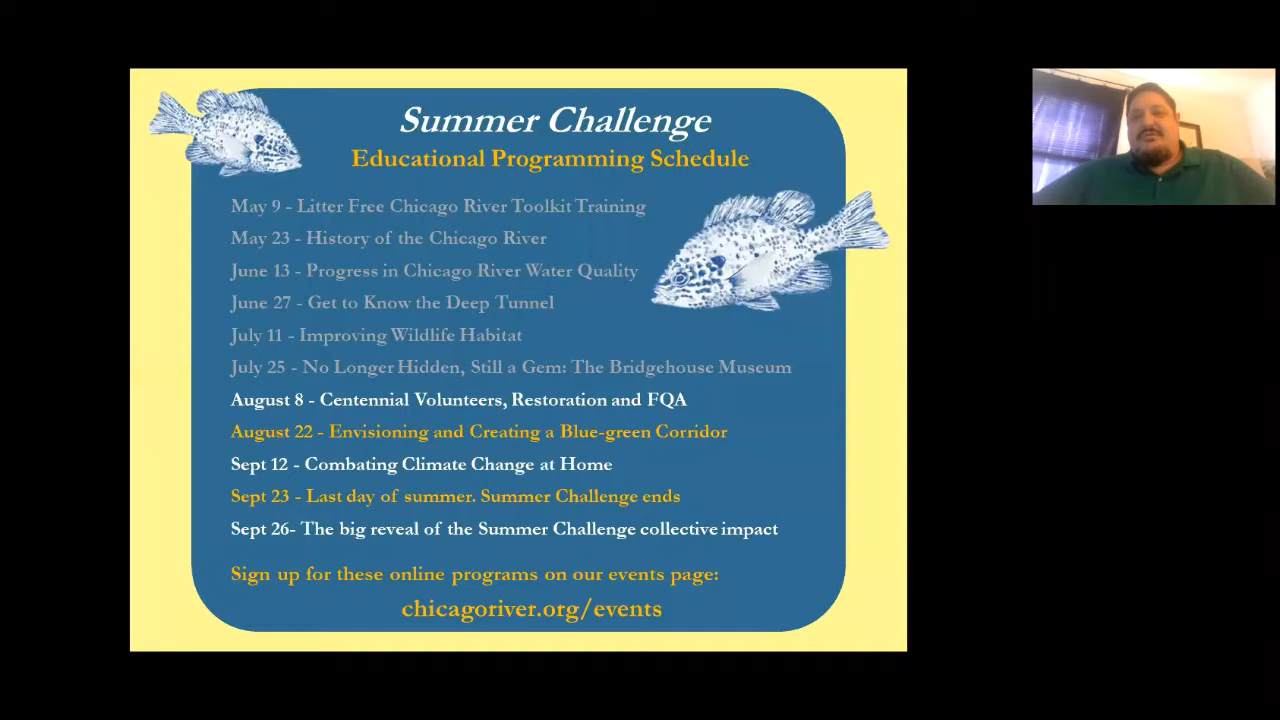 Summer Challenge
Educational Programming Schedule
May 9 - Litter Free Chicago River Toolkit Training
May 23 - History of the Chicago River
June 13 - Progress in Chicago River Water Quality
June 27 - Get to Know the Deep Tunnel
July 11 - Improving Wildlife Habitat
July 25 - No Longer Hidden, Still a Gem: The Bridgehouse Museum
August 8 - Centennial Volunteers, Restoration and FQA
August 22 - Envisioning and Creating a Blue-green Corridor
Sept 12 - Combating Climate Change at Home
Sept 23 - Last day of summer. Summer Challenge ends
Sept 26- The big reveal of the Summer Challenge collective impact
Sign up for these online programs on our events page:
chicagoriver.org/events